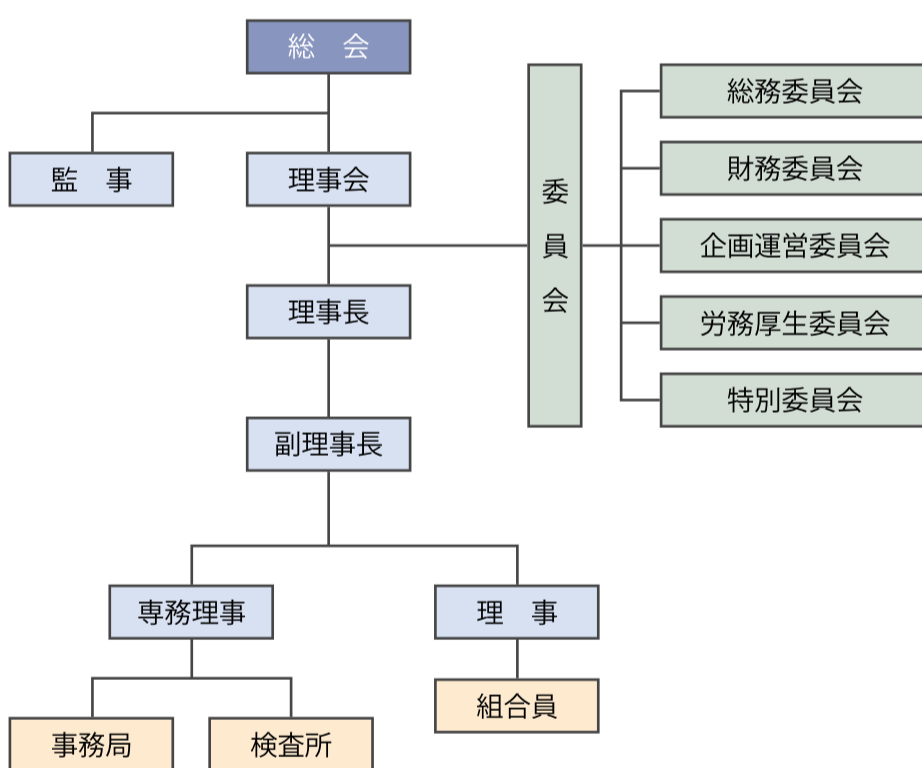 総　会
監　事
理事会
理事長
副理事長
専務理事
理　事
事務局
検査所
組合員
委員会
総務委員会
財務委員会
企画運営委員会
労務厚生委員会
特別委員会